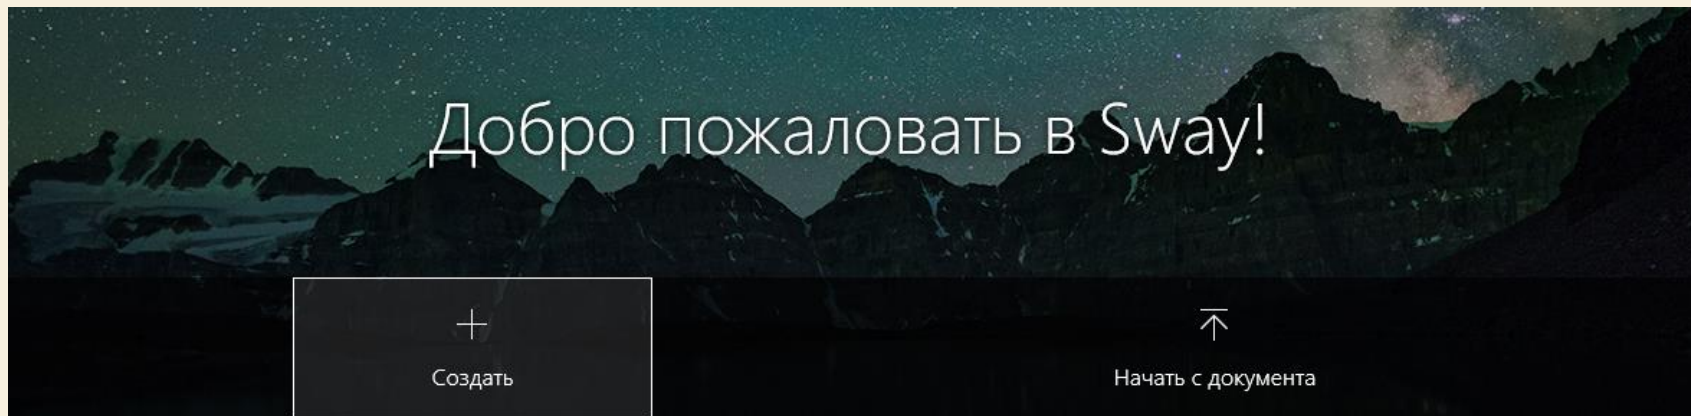 Добро пожаловать в Sway!
Создать
Начать с документа